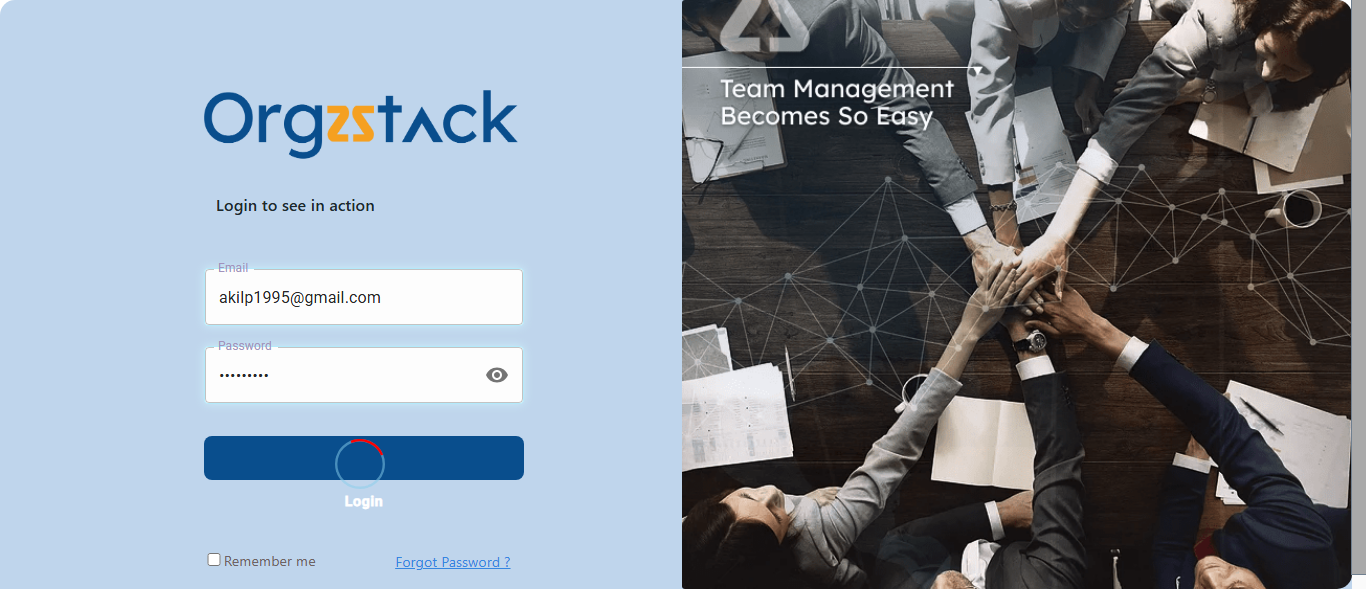 Orgzstack
Login to see in action
Email
akilp1995@gmail.com
Password
•••••••••
Login
Remember me
Forgot Password ?
Team Management
Becomes So Easy